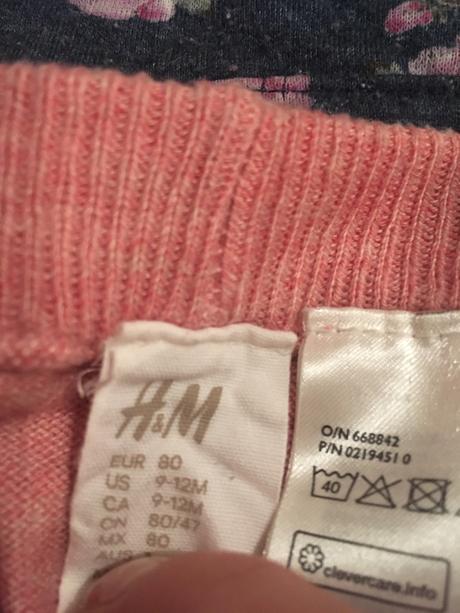 H&M
EUR 80
US 9-12M
CA 9-12M
CN 80/47
MX 80
AUS
O/N 668842
P/N 0219451 0
40
clevercare.info